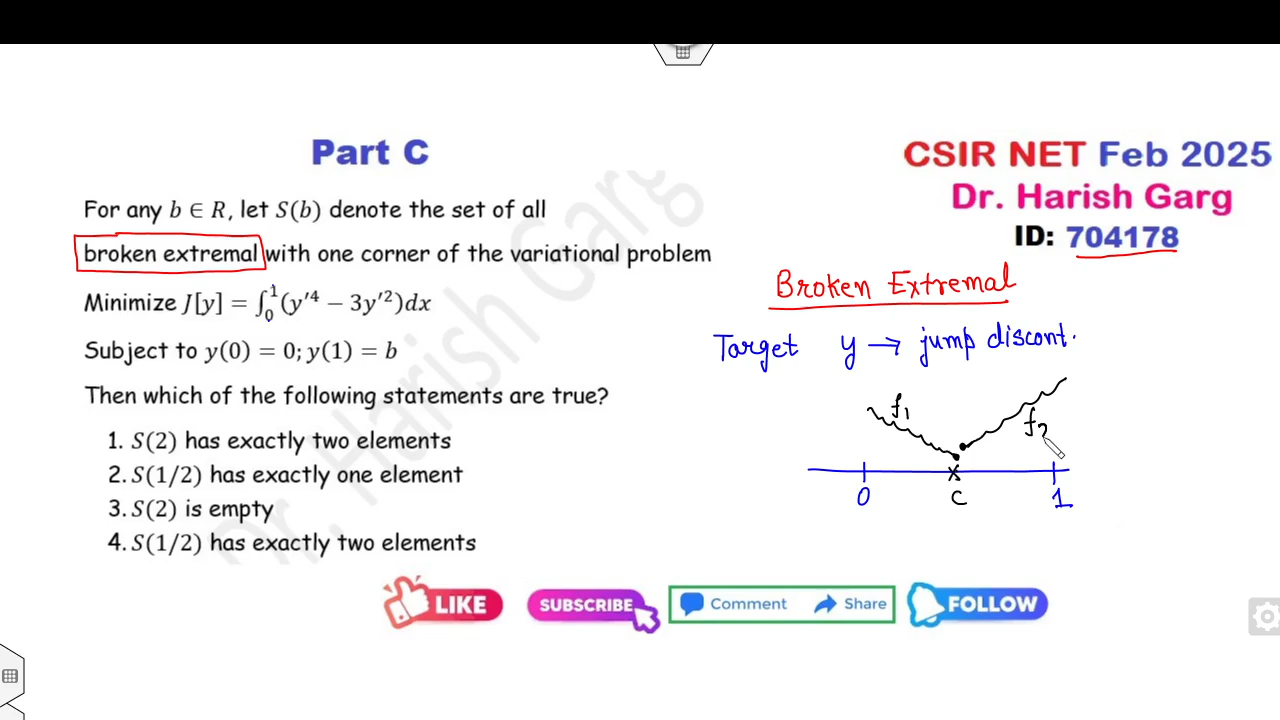 Part C
For any b ∈ R, let S(b) denote the set of all
broken extremal with one corner of the variational problem
Minimize J[y] = ∫₀¹(y′⁴ − 3y′²)dx
Subject to y(0) = 0; y(1) = b
Then which of the following statements are true?
1. S(2) has exactly two elements
2. S(1/2) has exactly one element
3. S(2) is empty
4. S(1/2) has exactly two elements
CSIR NET Feb 2025
Dr. Harish Garg
ID: 704178
Broken Extremal
Target y → jump discont.
f₁
f₂
x
0 c 1
Dr. Harish Garg
LIKE
SUBSCRIBE
Comment
Share
FOLLOW